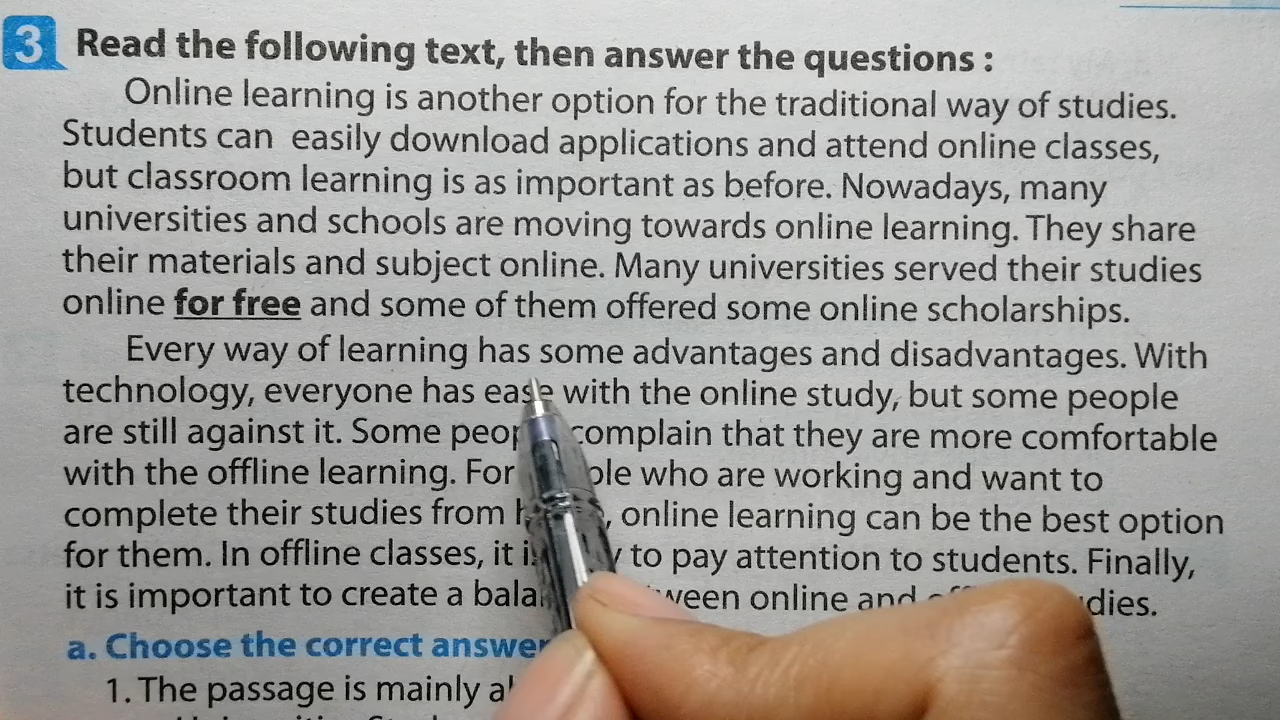 3 Read the following text, then answer the questions :
Online learning is another option for the traditional way of studies.
Students can easily download applications and attend online classes,
but classroom learning is as important as before. Nowadays, many
universities and schools are moving towards online learning. They share
their materials and subject online. Many universities served their studies
online for free and some of them offered some online scholarships.
Every way of learning has some advantages and disadvantages. With
technology, everyone has ease with the online study, but some people
are still against it. Some complain that they are more comfortable
with the offline learning. For who are working and want to
complete their studies from , online learning can be the best option
for them. In offline classes, it to pay attention to students. Finally,
it is important to create a online and
a. Choose the correct
1. The passage is mainly